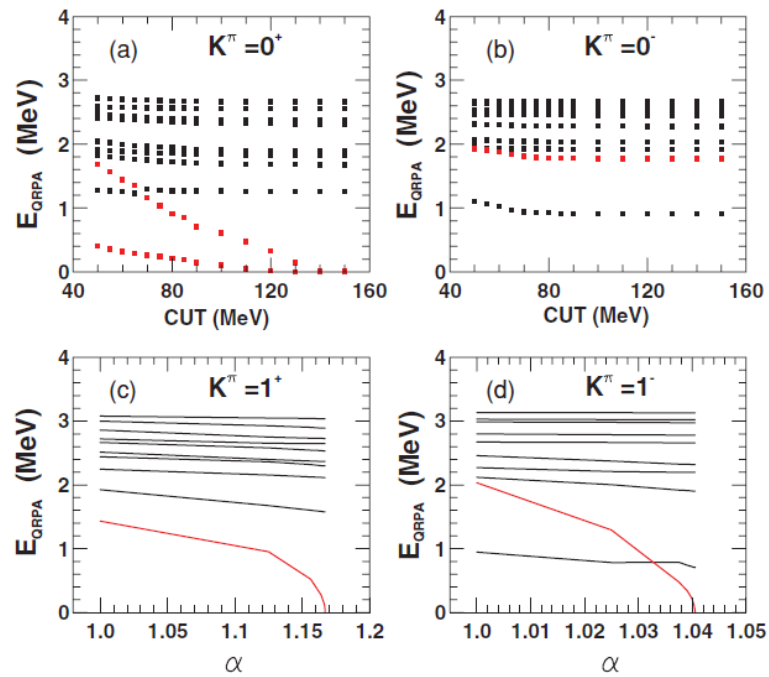 (a) K^π=0^+
E_QRPA (MeV)
4
3
2
1
0
40 80 120 160
CUT (MeV)
(b) K^π=0^-
E_QRPA (MeV)
4
3
2
1
0
40 80 120 160
CUT (MeV)
(c) K^π=1^+
E_QRPA (MeV)
4
3
2
1
0
1.0 1.05 1.1 1.15 1.2
α
(d) K^π=1^-
E_QRPA (MeV)
4
3
2
1
0
1.0 1.01 1.02 1.03 1.04 1.05
α